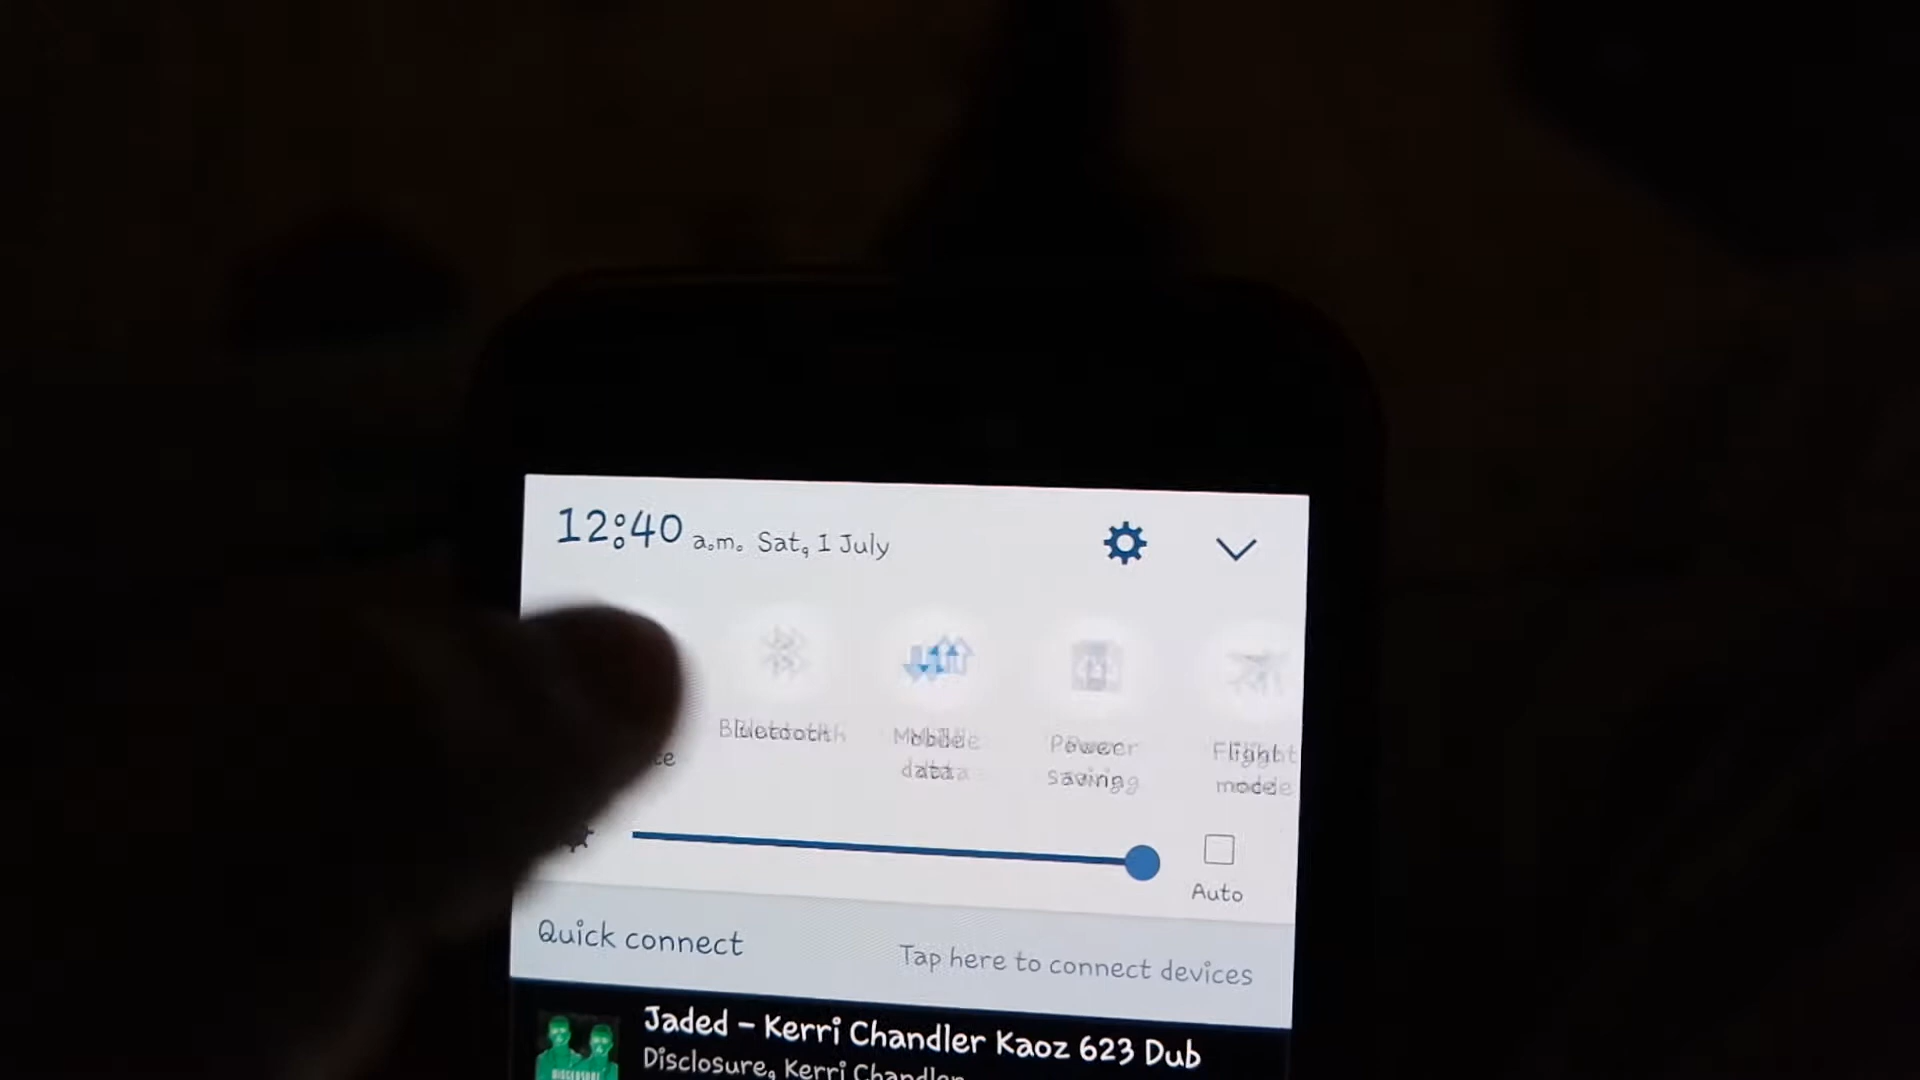 12:40 a.m. Sat, 1 July
Bluetooth
Mobile
data
Power
saving
Flight
mode
Auto
Quick connect
Tap here to connect devices
Jaded – Kerri Chandler Kaoz 623 Dub
Disclosure, Kerri Chandler
DISCLOSURE